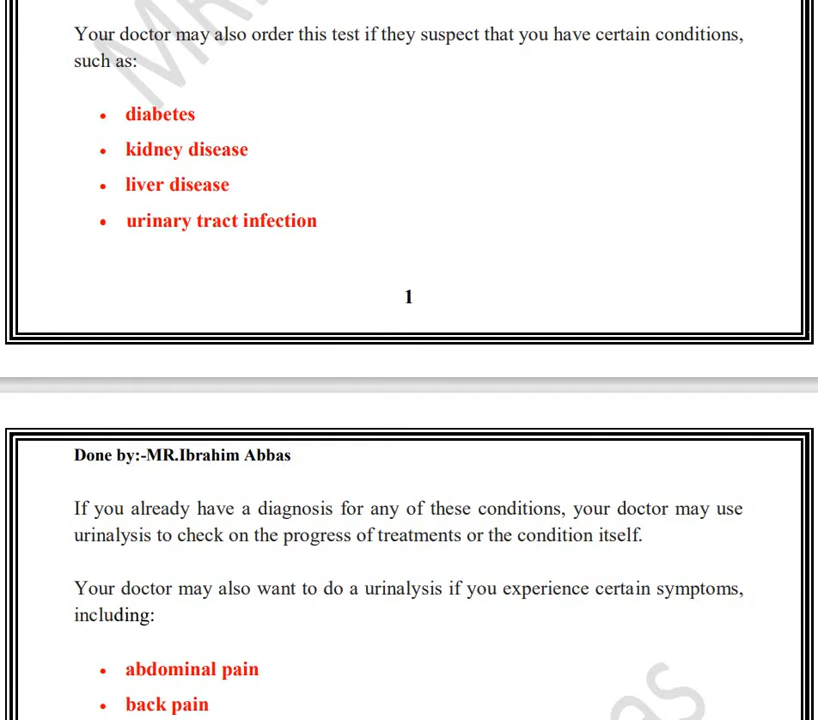 Your doctor may also order this test if they suspect that you have certain conditions,
such as:
• diabetes
• kidney disease
• liver disease
• urinary tract infection
1
Done by:-MR.Ibrahim Abbas
If you already have a diagnosis for any of these conditions, your doctor may use
urinalysis to check on the progress of treatments or the condition itself.
Your doctor may also want to do a urinalysis if you experience certain symptoms,
including:
• abdominal pain
• back pain